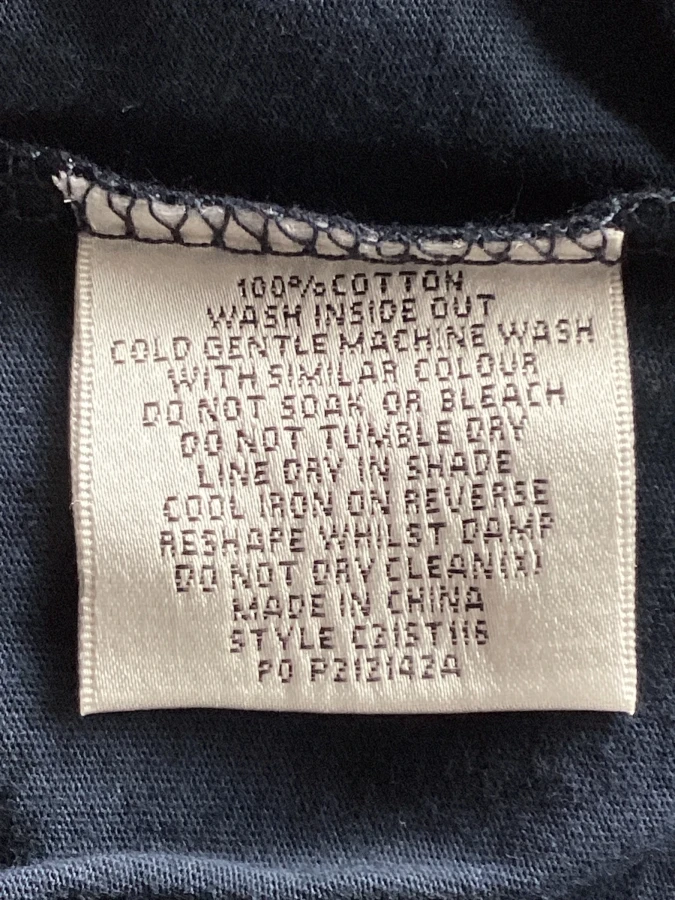 100%COTTON
WASH INSIDE OUT
COLD GENTLE MACHINE WASH
WITH SIMILAR COLOUR
DO NOT SOAK OR BLEACH
DO NOT TUMBLE DRY
LINE DRY IN SHADE
COOL IRON ON REVERSE
RESHAPE WHILST DAMP
DO NOT DRY CLEAN(X)
MADE IN CHINA
STYLE
PO